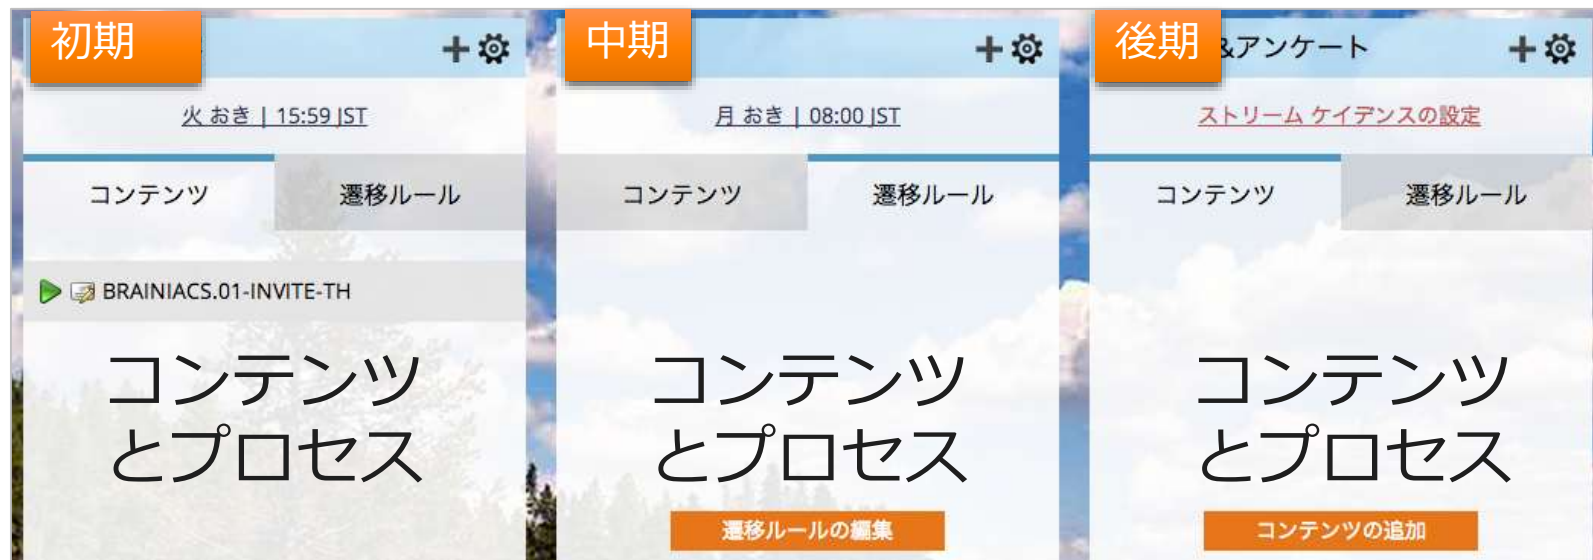 初期
火 おき | 15:59 JST
コンテンツ
遷移ルール
BRAINIACS.01-INVITE-TH
コンテンツ
とプロセス
中期
月 おき | 08:00 JST
コンテンツ
遷移ルール
コンテンツ
とプロセス
遷移ルールの編集
後期
&アンケート
ストリーム ケイデンスの設定
コンテンツ
遷移ルール
コンテンツ
とプロセス
コンテンツの追加